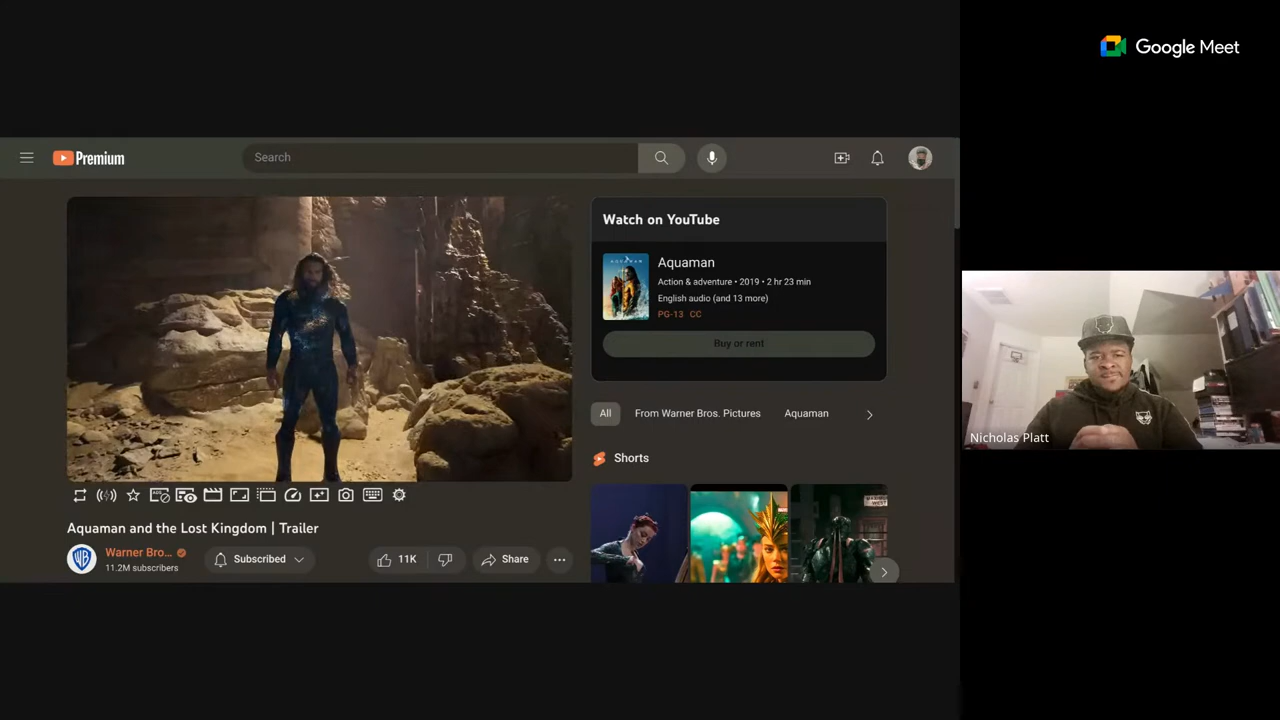 Google Meet
Premium
Search
Watch on YouTube
Aquaman
Action & adventure • 2019 • 2 hr 23 min
English audio (and 13 more)
PG-13 CC
Buy or rent
All
From Warner Bros. Pictures
Aquaman
Shorts
Nicholas Platt
Aquaman and the Lost Kingdom | Trailer
Warner Bro...
11.2M subscribers
Subscribed
11K
Share